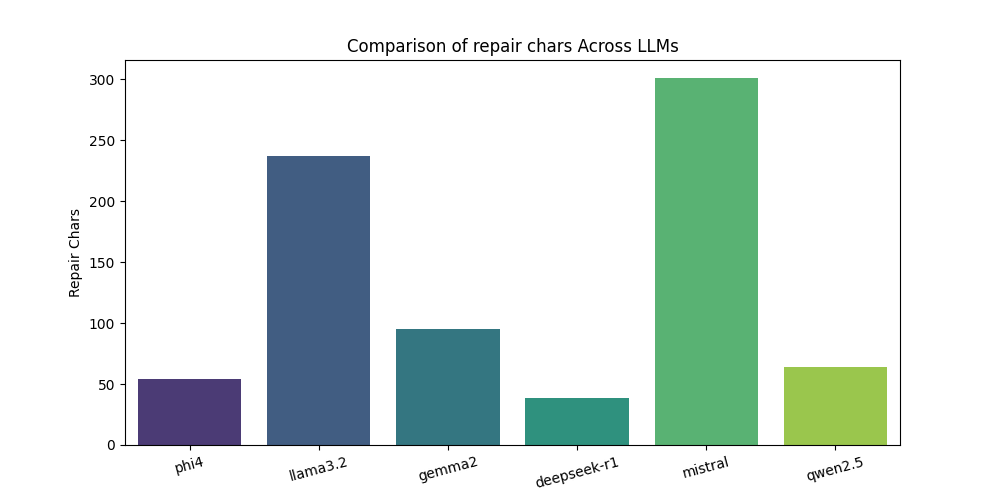 Comparison of repair chars Across LLMs
Repair Chars
300
250
200
150
100
50
0
phi4
llama3.2
gemma2
deepseek-r1
mistral
qwen2.5